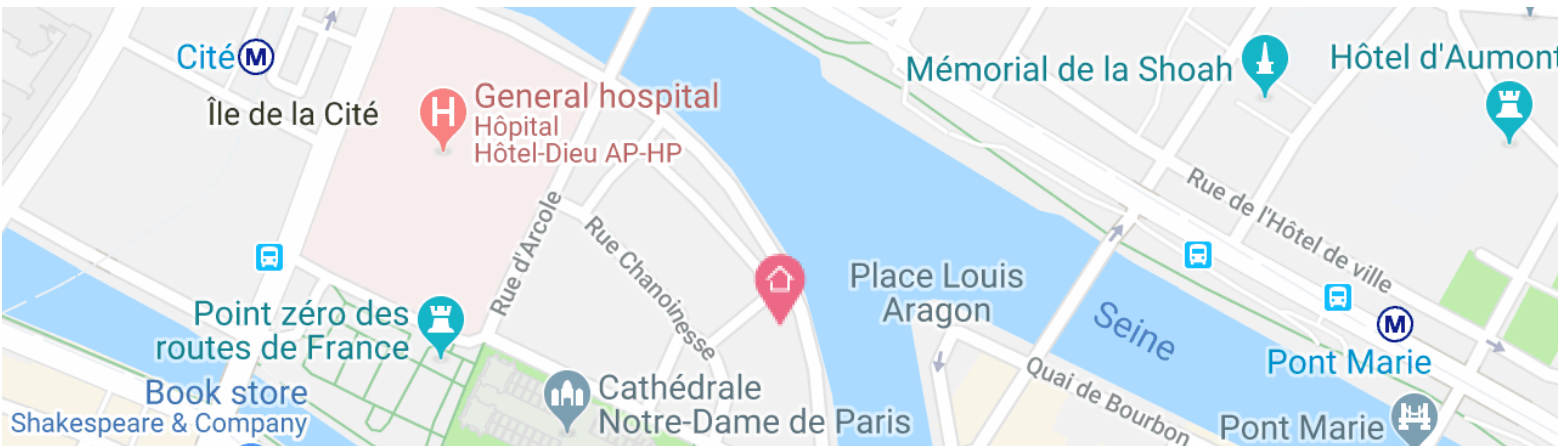 Cité
M
Île de la Cité
H
General hospital
Hôpital
Hôtel-Dieu AP-HP
Mémorial de la Shoah
Hôtel d'Aumont
Rue d'Arcole
Rue Chanoinesse
Rue de l'Hôtel de ville
Place Louis
Aragon
Seine
Point zéro des
routes de France
M
Pont Marie
Book store
Shakespeare & Company
Cathédrale
Notre-Dame de Paris
Quai de Bourbon
Pont Marie